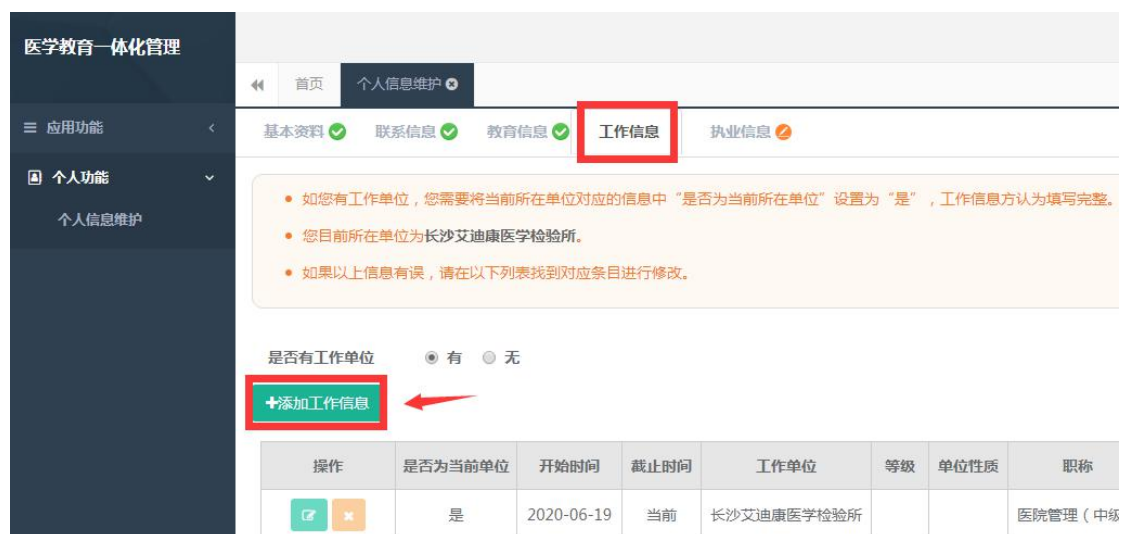 医学教育一体化管理
首页 个人信息维护
应用功能
基本资料 联系信息 教育信息 工作信息 执业信息
个人功能
个人信息维护
如您有工作单位，您需要将当前所在单位对应的信息中“是否为当前所在单位”设置为“是”，工作信息方认为填写完整。
您目前所在单位为长沙艾迪康医学检验所。
如果以上信息有误，请在以下列表找到对应条目进行修改。
是否有工作单位 有 无
+添加工作信息
操作 是否为当前单位 开始时间 截止时间 工作单位 等级 单位性质 职称
是 2020-06-19 当前 长沙艾迪康医学检验所 医院管理（中级